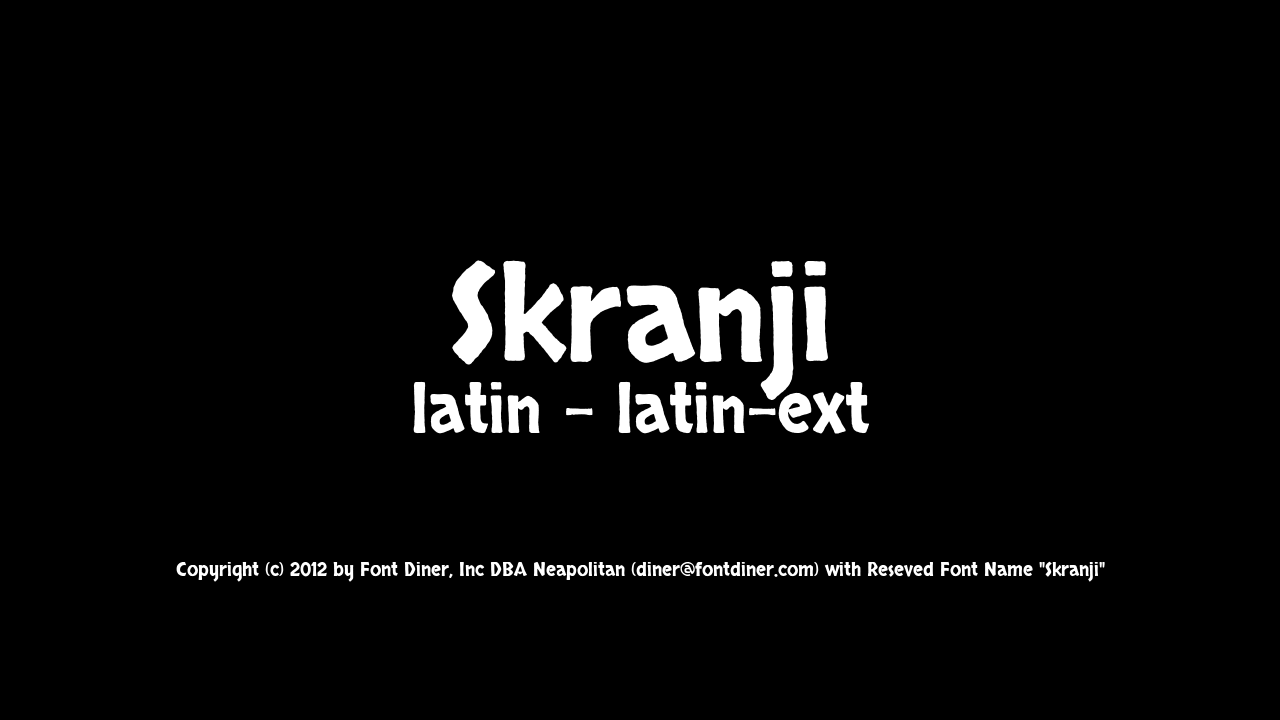 Skranji
latin - latin-ext
Copyright (c) 2012 by Font Diner, Inc DBA Neapolitan (diner@fontdiner.com) with Reseved Font Name "Skranji"